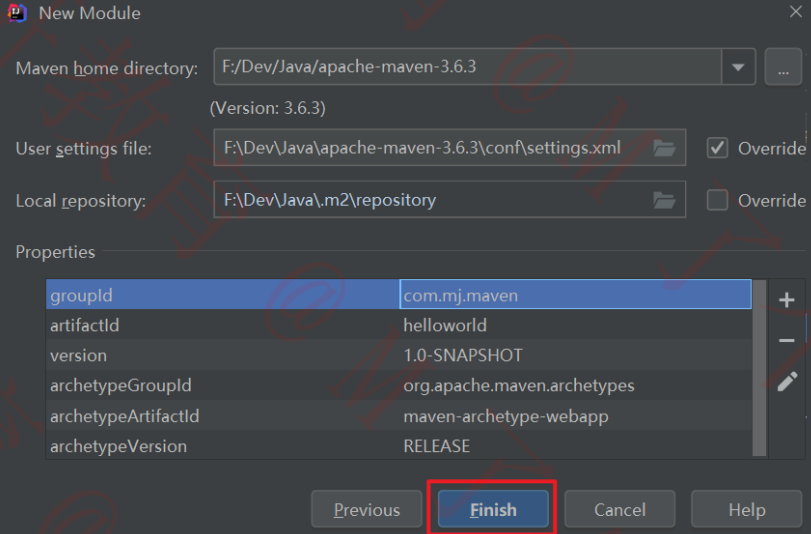 New Module
Maven home directory: F:/Dev/Java/apache-maven-3.6.3 ...
(Version: 3.6.3)
User settings file: F:\Dev\Java\apache-maven-3.6.3\conf\settings.xml Override
Local repository: F:\Dev\Java\.m2\repository Override
Properties
groupId com.mj.maven
artifactId helloworld
version 1.0-SNAPSHOT
archetypeGroupId org.apache.maven.archetypes
archetypeArtifactId maven-archetype-webapp
archetypeVersion RELEASE
Previous Finish Cancel Help